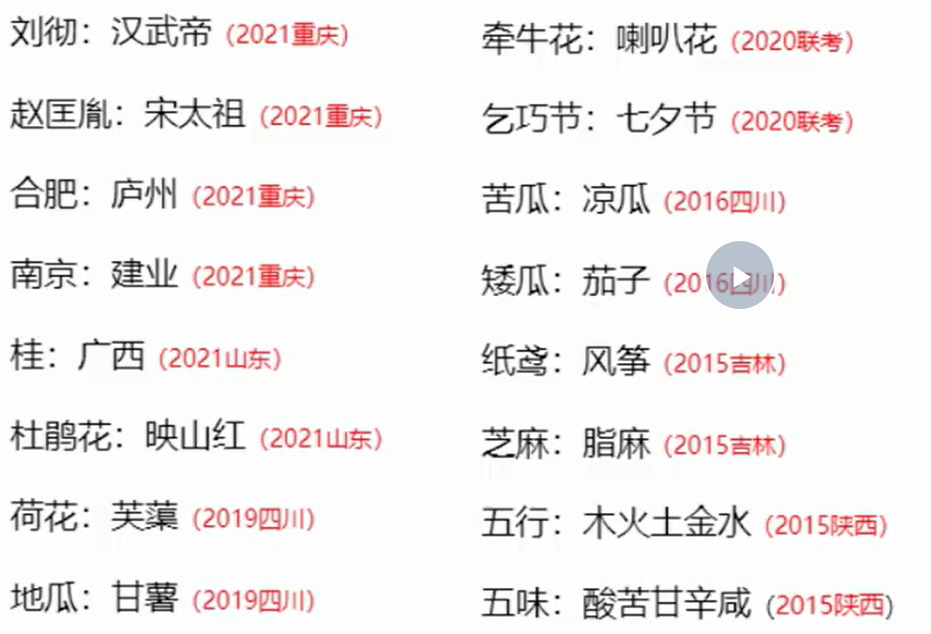 刘彻：汉武帝（2021重庆）
赵匡胤：宋太祖（2021重庆）
合肥：庐州（2021重庆）
南京：建业（2021重庆）
桂：广西（2021山东）
杜鹃花：映山红（2021山东）
荷花：芙蕖（2019四川）
地瓜：甘薯（2019四川）
牵牛花：喇叭花（2020联考）
乞巧节：七夕节（2020联考）
苦瓜：凉瓜（2016四川）
矮瓜：茄子（2016四川）
纸鸢：风筝（2015吉林）
芝麻：脂麻（2015吉林）
五行：木火土金水（2015陕西）
五味：酸苦甘辛咸（2015陕西）